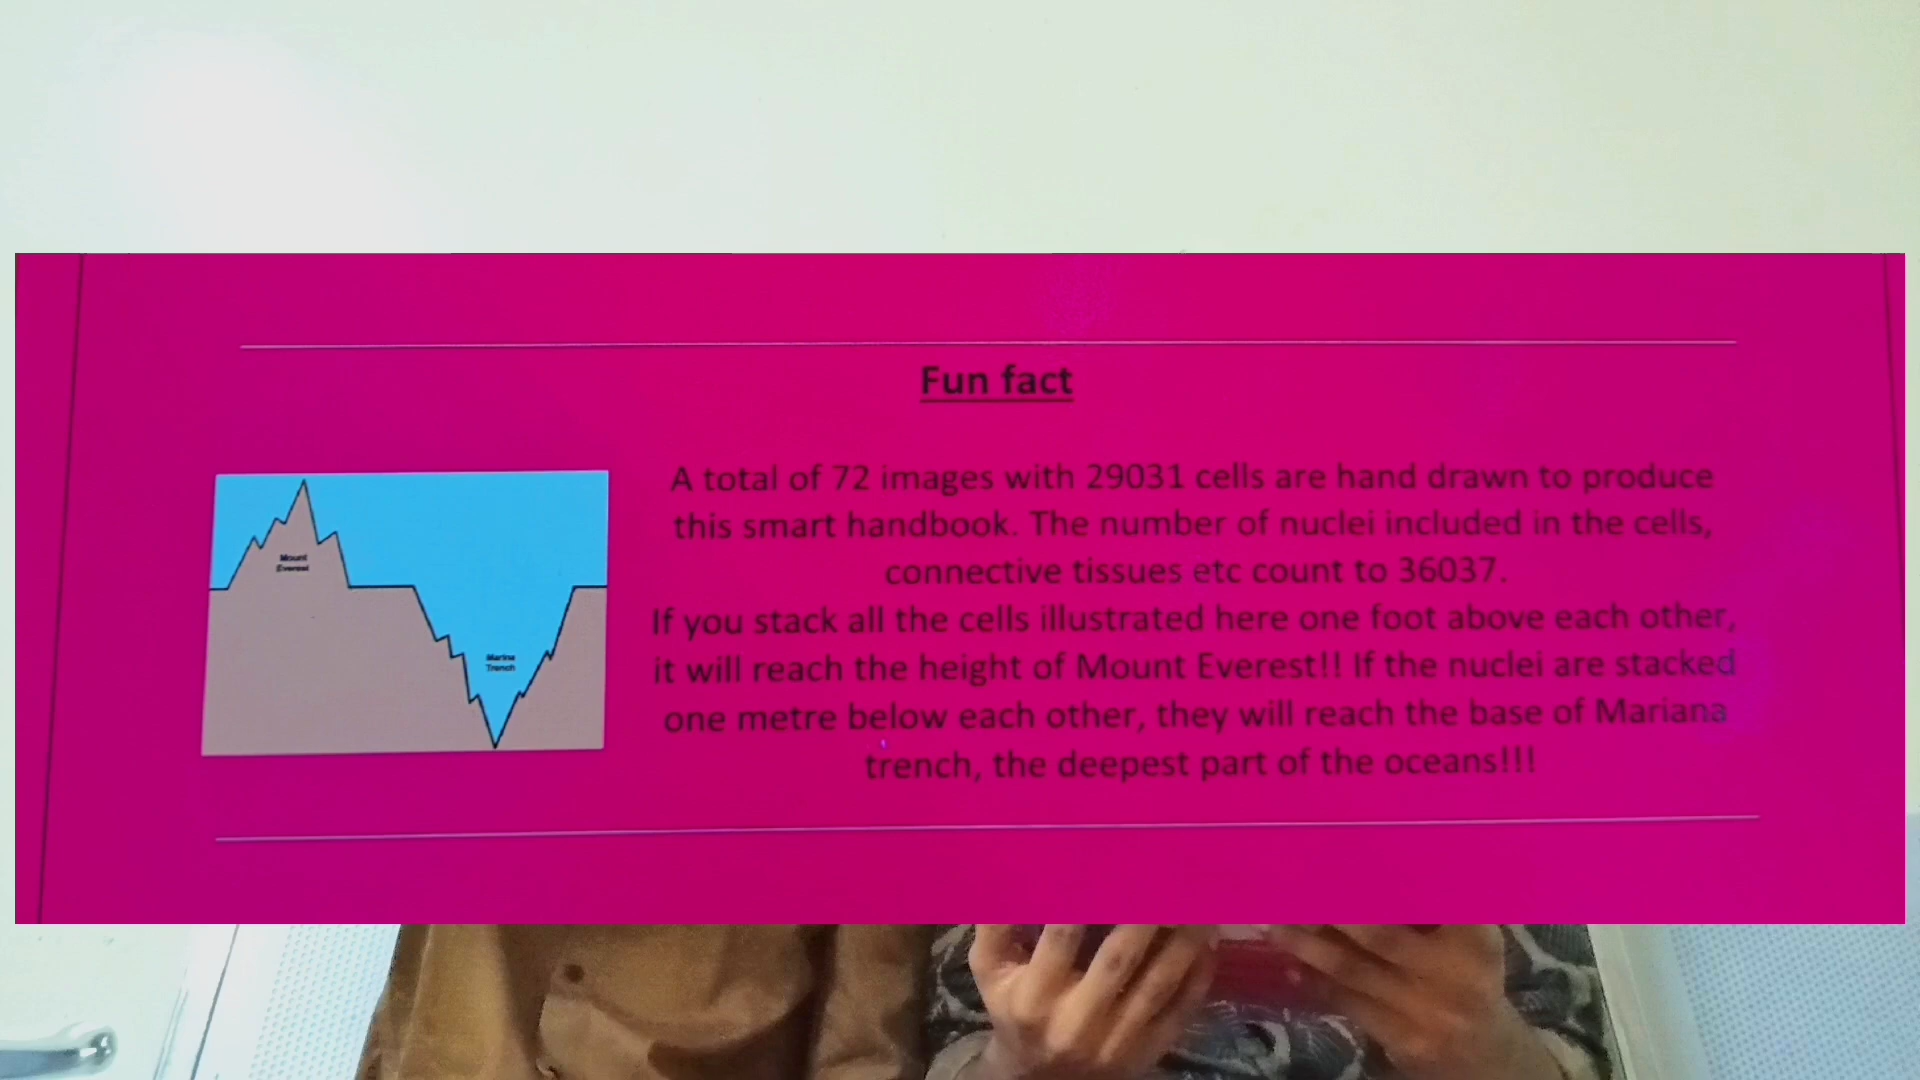 Fun fact
Mount
Everest
Marina
Trench
A total of 72 images with 29031 cells are hand drawn to produce
this smart handbook. The number of nuclei included in the cells,
connective tissues etc count to 36037.
If you stack all the cells illustrated here one foot above each other,
it will reach the height of Mount Everest!! If the nuclei are stacked
one metre below each other, they will reach the base of Mariana
trench, the deepest part of the oceans!!!